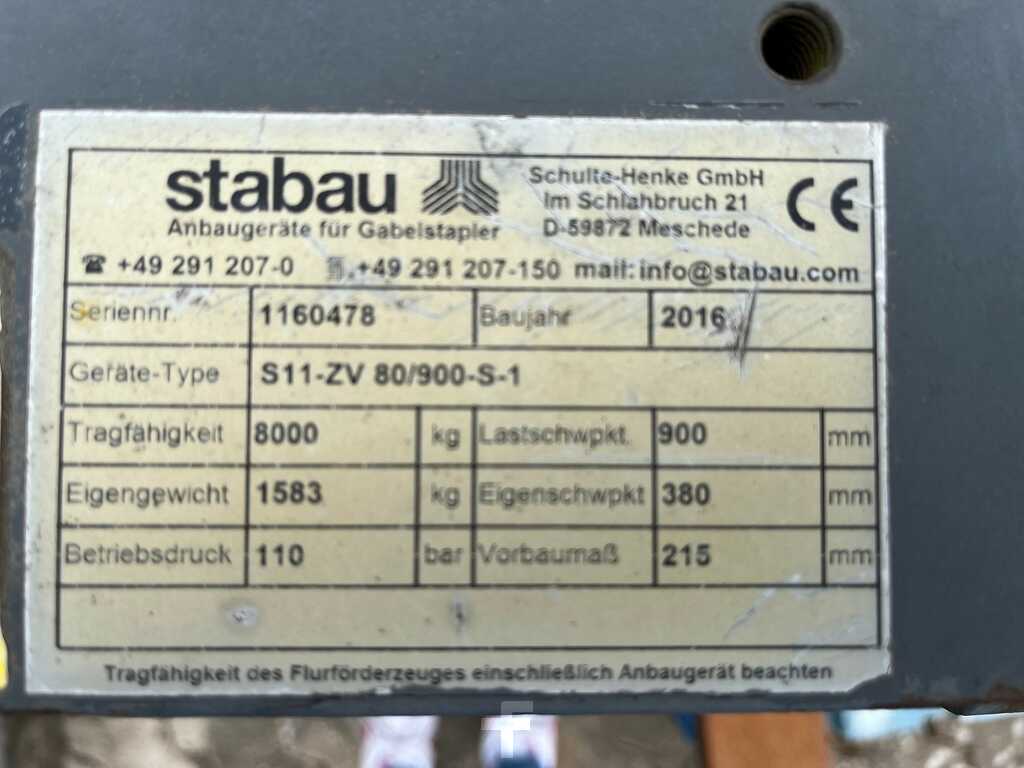 stabau
Anbaugeräte für Gabelstapler
Schulte-Henke GmbH
Im Schlahbruch 21
D-59872 Meschede
CE
☎ +49 291 207-0 +49 291 207-150 mail: info@stabau.com
Seriennr. 1160478 Baujahr 2016
Geräte-Type S11-ZV 80/900-S-1
Tragfähigkeit 8000 kg Lastschwpkt. 900 mm
Eigengewicht 1583 kg Eigenschwpkt 380 mm
Betriebsdruck 110 bar Vorbaumaß 215 mm
Tragfähigkeit des Flurförderzeuges einschließlich Anbaugerät beachten